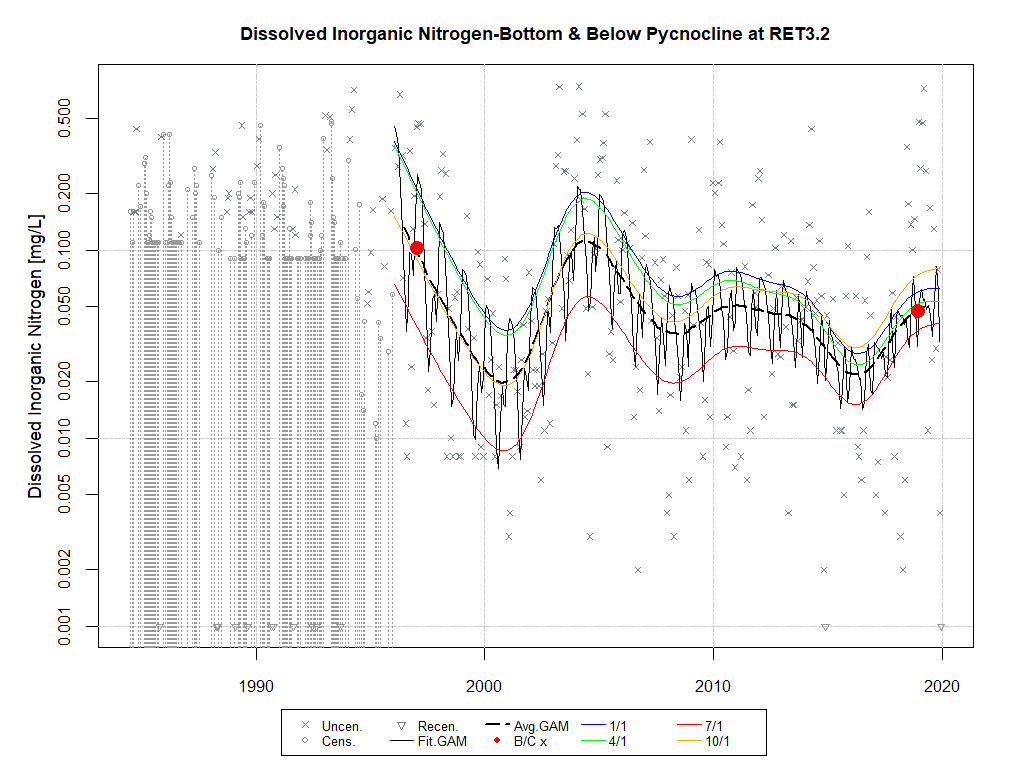 Dissolved Inorganic Nitrogen-Bottom & Below Pycnocline at RET3.2
Dissolved Inorganic Nitrogen [mg/L]
0.500
0.200
0.100
0.050
0.020
0.010
0.005
0.002
0.001
1990 2000 2010 2020
Uncen. Recen. Avg.GAM 1/1 7/1
Cens. Fit.GAM B/C x 4/1 10/1